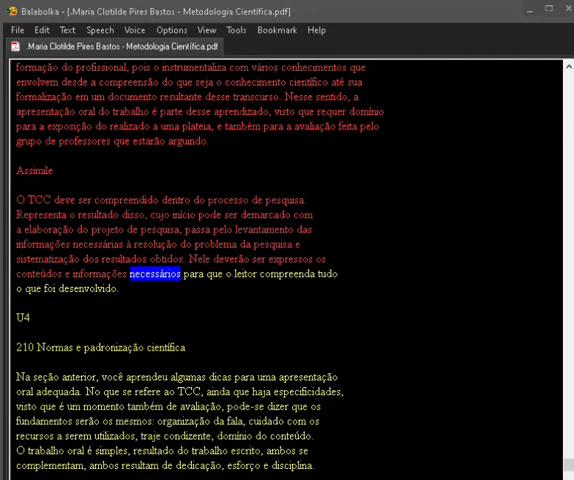 Balabolka - [.Maria Clotilde Pires Bastos - Metodologia Científica.pdf]
File Edit Text Speech Voice Options View Tools Bookmark Help
.Maria Clotilde Pires Bastos - Metodologia Científica.pdf
formação do profissional, pois o instrumentaliza com vários conhecimentos que
envolvem desde a compreensão do que seja o conhecimento científico até sua
formalização em um documento resultante desse transcurso. Nesse sentido, a
apresentação oral do trabalho é parte desse aprendizado, visto que requer domínio
para a exposição do realizado a uma plateia, e também para a avaliação feita pelo
grupo de professores que estarão arguindo.
Assimile
O TCC deve ser compreendido dentro do processo de pesquisa.
Representa o resultado disso, cujo início pode ser demarcado com
a elaboração do projeto de pesquisa, passa pelo levantamento das
informações necessárias à resolução do problema da pesquisa e
sistematização dos resultados obtidos. Nele deverão ser expressos os
conteúdos e informações necessários para que o leitor compreenda tudo
o que foi desenvolvido.
U4
210 Normas e padronização científica
Na seção anterior, você aprendeu algumas dicas para uma apresentação
oral adequada. No que se refere ao TCC, ainda que haja especificidades,
visto que é um momento também de avaliação, pode-se dizer que os
fundamentos serão os mesmos: organização da fala, cuidado com os
recursos a serem utilizados, traje condizente, domínio do conteúdo.
O trabalho oral é simples, resultado do trabalho escrito, ambos se
complementam, ambos resultam de dedicação, esforço e disciplina.